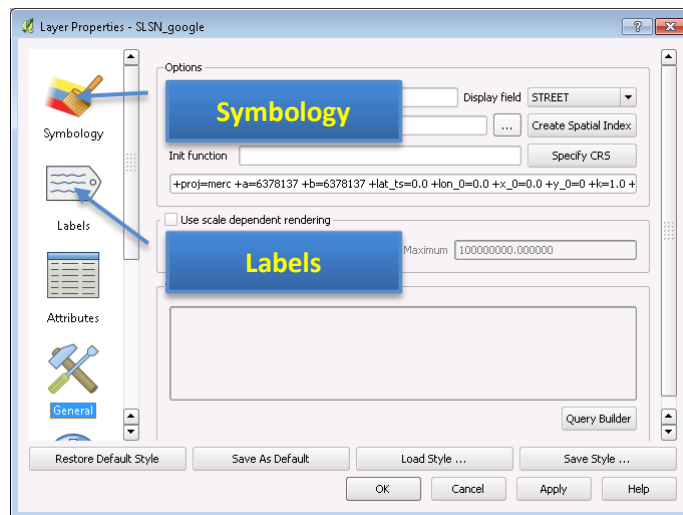 Layer Properties - SLSN_google
Options
Symbology
Display field STREET
Symbology
... Create Spatial Index
Init function Specify CRS
+proj=merc +a=6378137 +b=6378137 +lat_ts=0.0 +lon_0=0.0 +x_0=0.0 +y_0=0 +k=1.0 +
Labels
Use scale dependent rendering
Labels
Maximum 100000000.000000
Attributes
General
Query Builder
Restore Default Style Save As Default Load Style ... Save Style ...
OK Cancel Apply Help